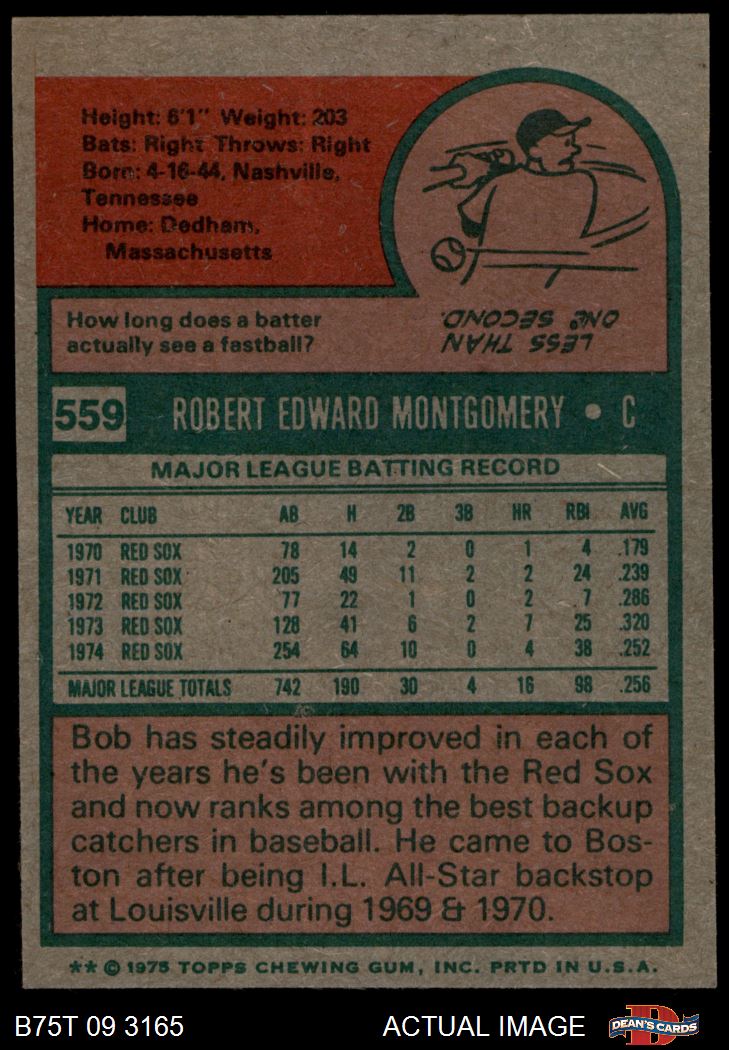 Height: 6'1" Weight: 203
Bats: Right Throws: Right
Born: 4-16-44, Nashville,
Tennessee
Home: Dedham,
Massachusetts
How long does a batter
actually see a fastball?
LESS THAN
ONE SECOND.
559 ROBERT EDWARD MONTGOMERY • C
MAJOR LEAGUE BATTING RECORD
YEAR CLUB AB H 2B 3B HR RBI AVG
1970 RED SOX 78 14 2 0 1 4 .179
1971 RED SOX 205 49 11 2 2 24 .239
1972 RED SOX 77 22 1 0 2 7 .286
1973 RED SOX 128 41 6 2 7 25 .320
1974 RED SOX 254 64 10 0 4 38 .252
MAJOR LEAGUE TOTALS 742 190 30 4 16 98 .256
Bob has steadily improved in each of
the years he's been with the Red Sox
and now ranks among the best backup
catchers in baseball. He came to Bos-
ton after being I.L. All-Star backstop
at Louisville during 1969 & 1970.
** © 1975 TOPPS CHEWING GUM, INC. PRTD IN U.S.A.
B75T 09 3165 ACTUAL IMAGE DEAN'S CARDS